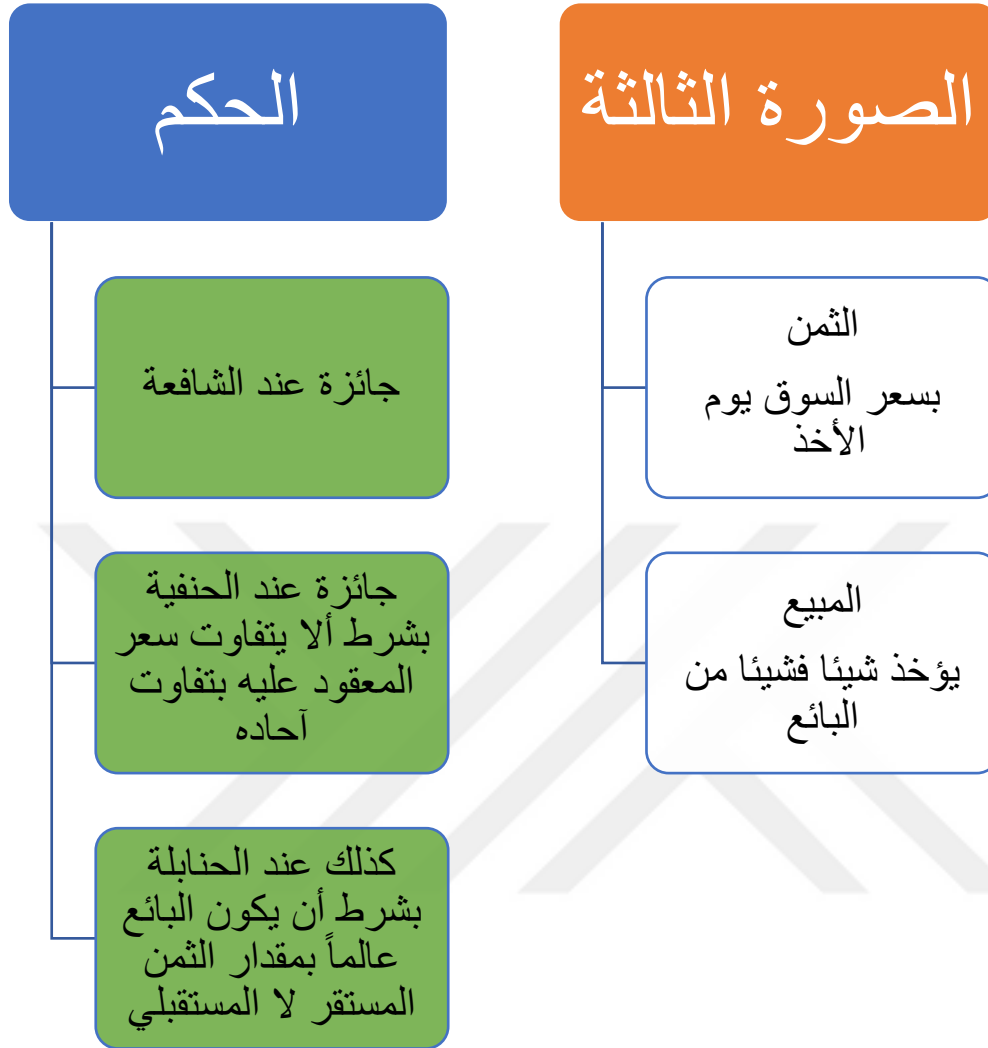 الصورة الثالثة
الثمن
بسعر السوق يوم
الأخذ
المبيع
يؤخذ شيئا فشيئا من
البائع
الحكم
جائزة عند الشافعة
جائزة عند الحنفية
بشرط ألا يتفاوت سعر
المعقود عليه بتفاوت
آحاده
كذلك عند الحنابلة
بشرط أن يكون البائع
عالماً بمقدار الثمن
المستقر لا المستقبلي